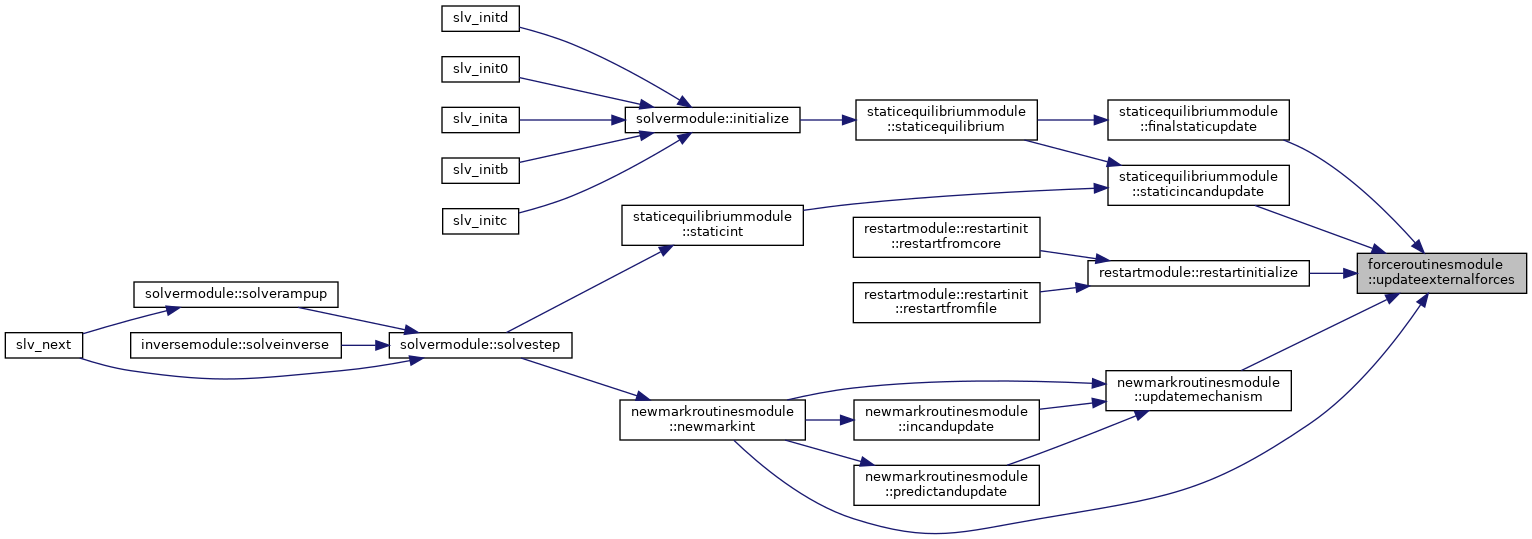 slv_initd
slv_init0
slv_inita
slv_initb
slv_initc
solvermodule::initialize
staticequilibriummodule
::staticequilibrium
staticequilibriummodule
::finalstaticupdate
staticequilibriummodule
::staticincandupdate
staticequilibriummodule
::staticint
restartmodule::restartinit
::restartfromcore
restartmodule::restartinitialize
restartmodule::restartinit
::restartfromfile
forceroutinesmodule
::updateexternalforces
solvermodule::solverampup
slv_next
inversemodule::solveinverse
solvermodule::solvestep
newmarkroutinesmodule
::updatemechanism
newmarkroutinesmodule
::newmarkint
newmarkroutinesmodule
::incandupdate
newmarkroutinesmodule
::predictandupdate